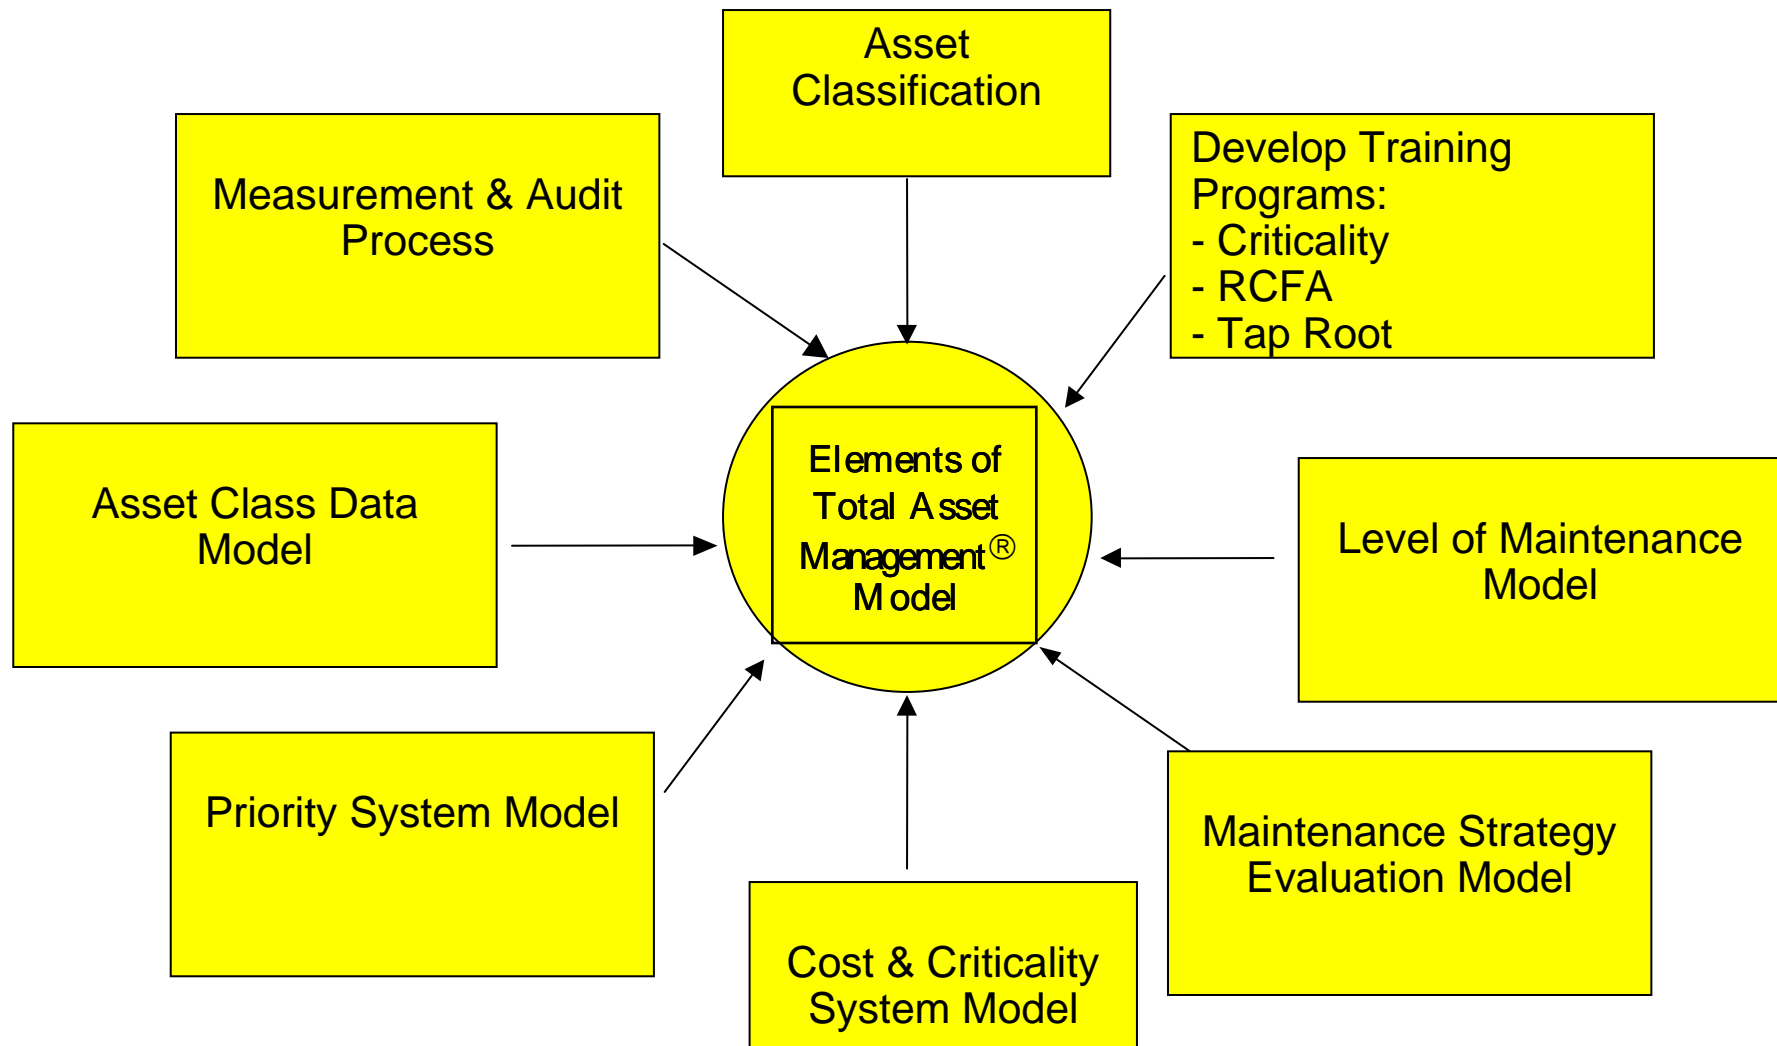 Asset
Classification
Measurement & Audit
Process
Develop Training
Programs:
- Criticality
- RCFA
- Tap Root
Asset Class Data
Model
Elements of
Total Asset
Management®
Model
Level of Maintenance
Model
Priority System Model
Maintenance Strategy
Evaluation Model
Cost & Criticality
System Model